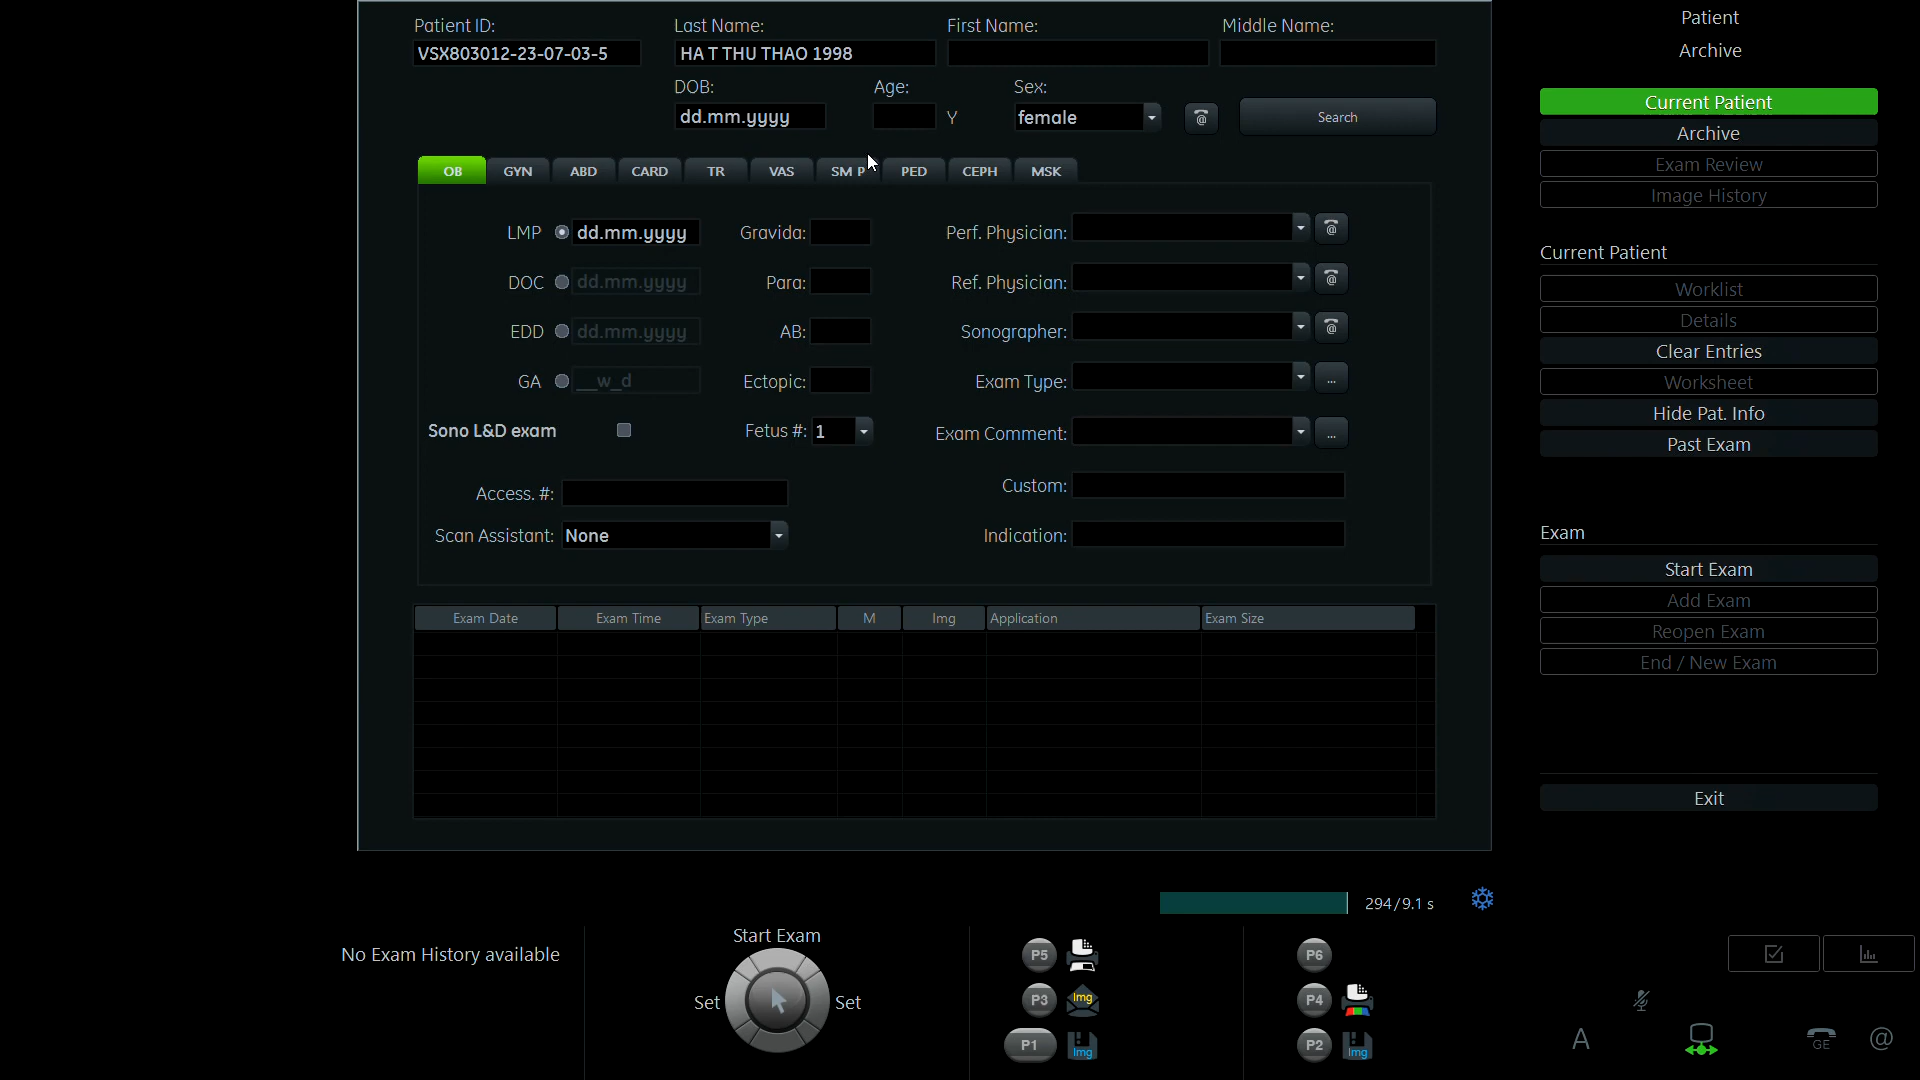 Patient ID: Last Name: First Name: Middle Name:
VSX803012-23-07-03-5 HA T THU THAO 1998
DOB: Age: Sex:
dd.mm.yyyy Y female @ Search
OB GYN ABD CARD TR VAS SM P PED CEPH MSK
LMP dd.mm.yyyy Gravida: Perf. Physician: @
DOC dd.mm.yyyy Para: Ref. Physician: @
EDD dd.mm.yyyy AB: Sonographer: @
GA __w_d Ectopic: Exam Type: ...
Sono L&D exam Fetus #: 1 Exam Comment: ...
Access. #: Custom:
Scan Assistant: None Indication:
Exam Date Exam Time Exam Type M Img Application Exam Size
294/9.1 s
No Exam History available
Start Exam
Set Set
P5 P6
P3 Img P4
P1 Img P2 Img
Patient
Archive
Current Patient
Archive
Exam Review
Image History
Current Patient
Worklist
Details
Clear Entries
Worksheet
Hide Pat. Info
Past Exam
Exam
Start Exam
Add Exam
Reopen Exam
End / New Exam
Exit
A GE @